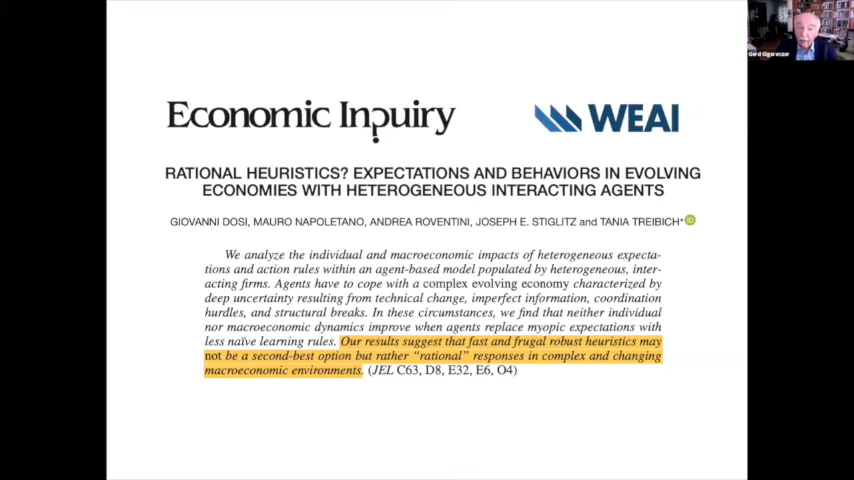 Economic Inquiry
WEAI
RATIONAL HEURISTICS? EXPECTATIONS AND BEHAVIORS IN EVOLVING
ECONOMIES WITH HETEROGENEOUS INTERACTING AGENTS
GIOVANNI DOSI, MAURO NAPOLETANO, ANDREA ROVENTINI, JOSEPH E. STIGLITZ and TANIA TREIBICH* iD
We analyze the individual and macroeconomic impacts of heterogeneous expecta-
tions and action rules within an agent-based model populated by heterogeneous, inter-
acting firms. Agents have to cope with a complex evolving economy characterized by
deep uncertainty resulting from technical change, imperfect information, coordination
hurdles, and structural breaks. In these circumstances, we find that neither individual
nor macroeconomic dynamics improve when agents replace myopic expectations with
less naïve learning rules. Our results suggest that fast and frugal robust heuristics may
not be a second-best option but rather “rational” responses in complex and changing
macroeconomic environments. (JEL C63, D8, E32, E6, O4)
Gerd Gigerenzer